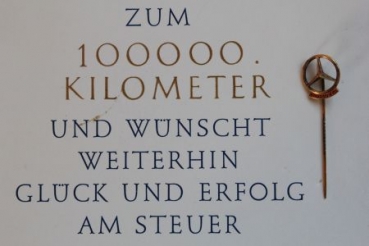 ZUM
100000.
KILOMETER
UND WÜNSCHT
WEITERHIN
GLÜCK UND ERFOLG
AM STEUER